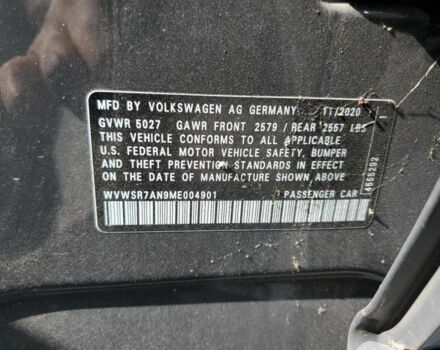 MFD BY VOLKSWAGEN AG GERMANY 11/2020
GVWR 5027 GAWR FRONT 2579 / REAR 2557 LBS
THIS VEHICLE CONFORMS TO ALL APPLICABLE
U.S. FEDERAL MOTOR VEHICLE SAFETY, BUMPER
AND THEFT PREVENTION STANDARDS IN EFFECT
ON THE DATE OF MANUFACTURE SHOWN ABOVE
WVWSR7AN9ME004901 PASSENGER CAR
4555292